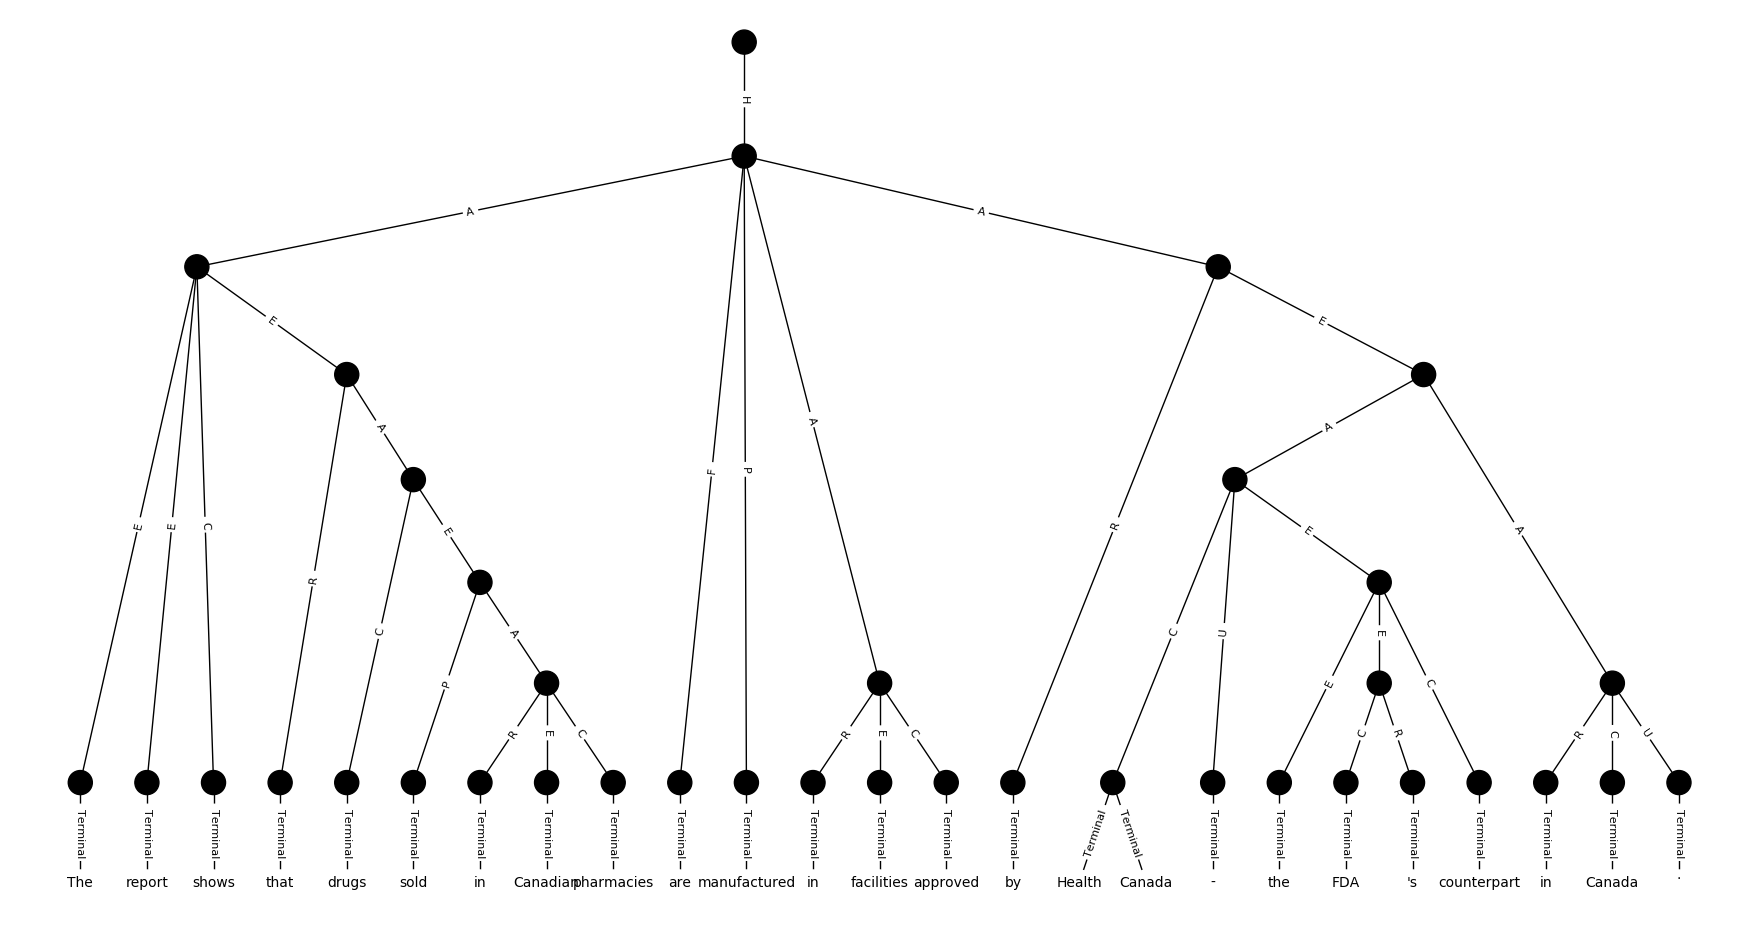 H
A A
E E
A F P A A
E E E C R R A E R A
C E C U E
P A C R
E C
R E C R E C C R R C U
Terminal Terminal Terminal Terminal Terminal Terminal Terminal Terminal Terminal Terminal Terminal Terminal Terminal Terminal Terminal Terminal Terminal Terminal Terminal Terminal Terminal Terminal Terminal Terminal Terminal
The report shows that drugs sold in Canadian pharmacies are manufactured in facilities approved by Health Canada - the FDA 's counterpart in Canada .